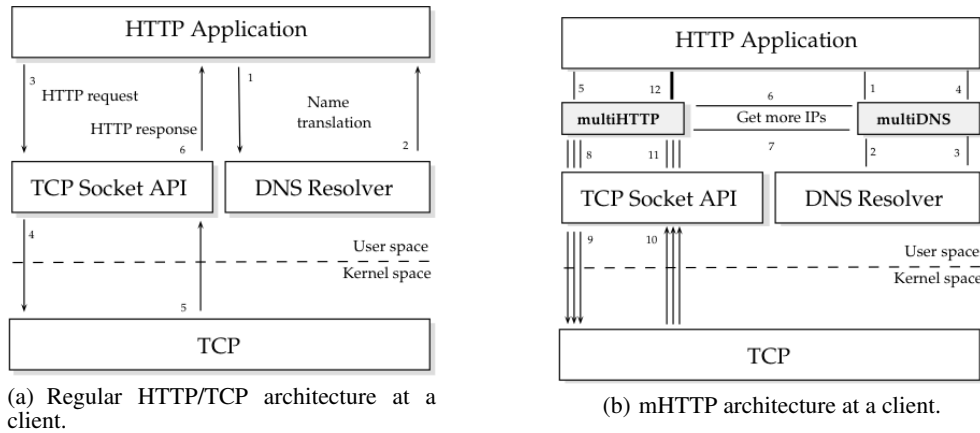 HTTP Application
3
HTTP request
HTTP response
6
1
Name
translation
2
TCP Socket API
DNS Resolver
4
User space
Kernel space
5
TCP
(a) Regular HTTP/TCP architecture at a
client.
HTTP Application
5
12
6
1
4
multiHTTP
Get more IPs
multiDNS
8
11
7
2
3
TCP Socket API
DNS Resolver
9
10
User space
Kernel space
TCP
(b) mHTTP architecture at a client.